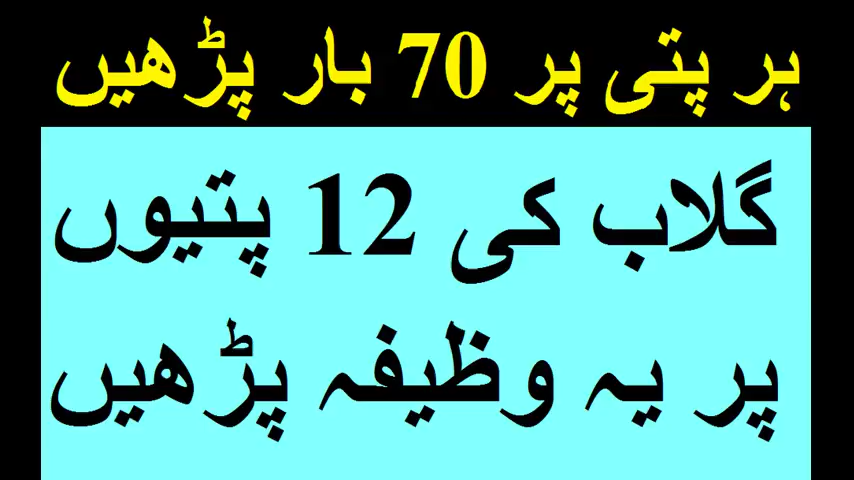 ہر پتی پر 70 بار پڑھیں
گلاب کی 12 پتیوں
پر یہ وظیفہ پڑھیں